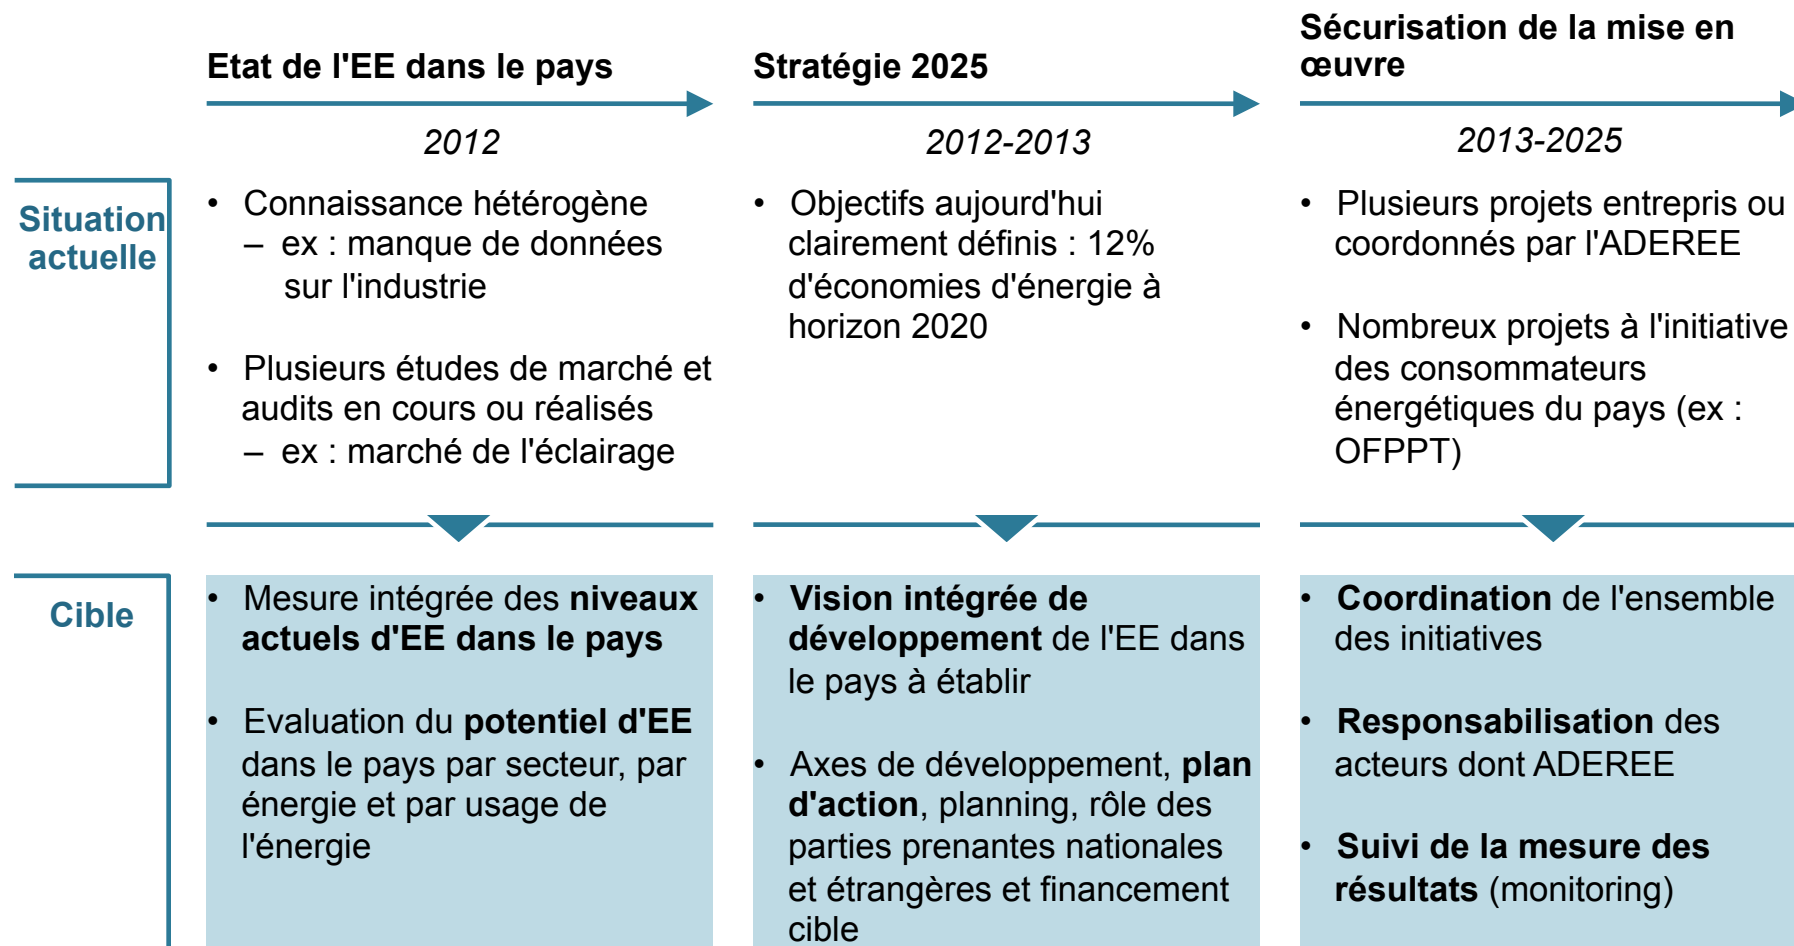 Etat de l'EE dans le pays
2012
Stratégie 2025
2012-2013
Sécurisation de la mise en
œuvre
2013-2025
Situation
actuelle
• Connaissance hétérogène
– ex : manque de données
sur l'industrie
• Plusieurs études de marché et
audits en cours ou réalisés
– ex : marché de l'éclairage
• Objectifs aujourd'hui
clairement définis : 12%
d'économies d'énergie à
horizon 2020
• Plusieurs projets entrepris ou
coordonnés par l'ADEREE
• Nombreux projets à l'initiative
des consommateurs
énergétiques du pays (ex :
OFPPT)
Cible
• Mesure intégrée des niveaux
actuels d'EE dans le pays
• Evaluation du potentiel d'EE
dans le pays par secteur, par
énergie et par usage de
l'énergie
• Vision intégrée de
développement de l'EE dans
le pays à établir
• Axes de développement, plan
d'action, planning, rôle des
parties prenantes nationales
et étrangères et financement
cible
• Coordination de l'ensemble
des initiatives
• Responsabilisation des
acteurs dont ADEREE
• Suivi de la mesure des
résultats (monitoring)